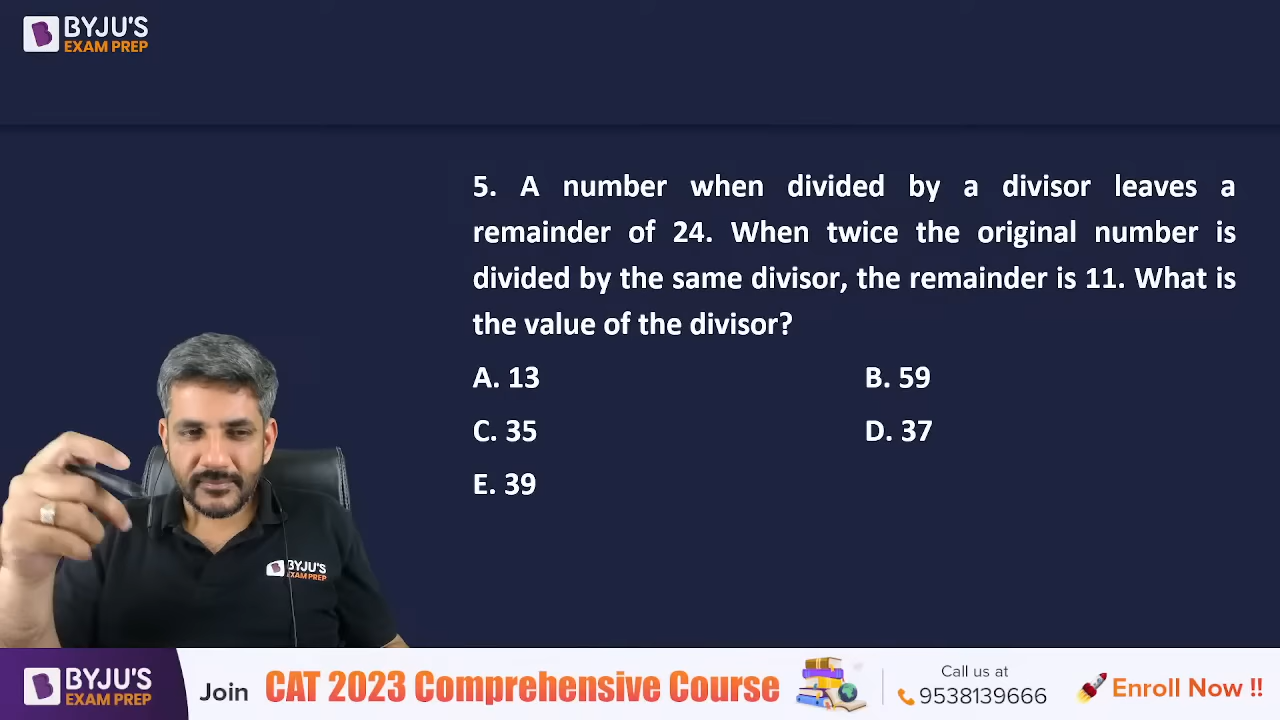 BYJU'S
EXAM PREP
5. A number when divided by a divisor leaves a
remainder of 24. When twice the original number is
divided by the same divisor, the remainder is 11. What is
the value of the divisor?
A. 13
B. 59
C. 35
D. 37
E. 39
BYJU'S
EXAM PREP
BYJU'S
EXAM PREP
Join CAT 2023 Comprehensive Course
Call us at
9538139666
Enroll Now !!